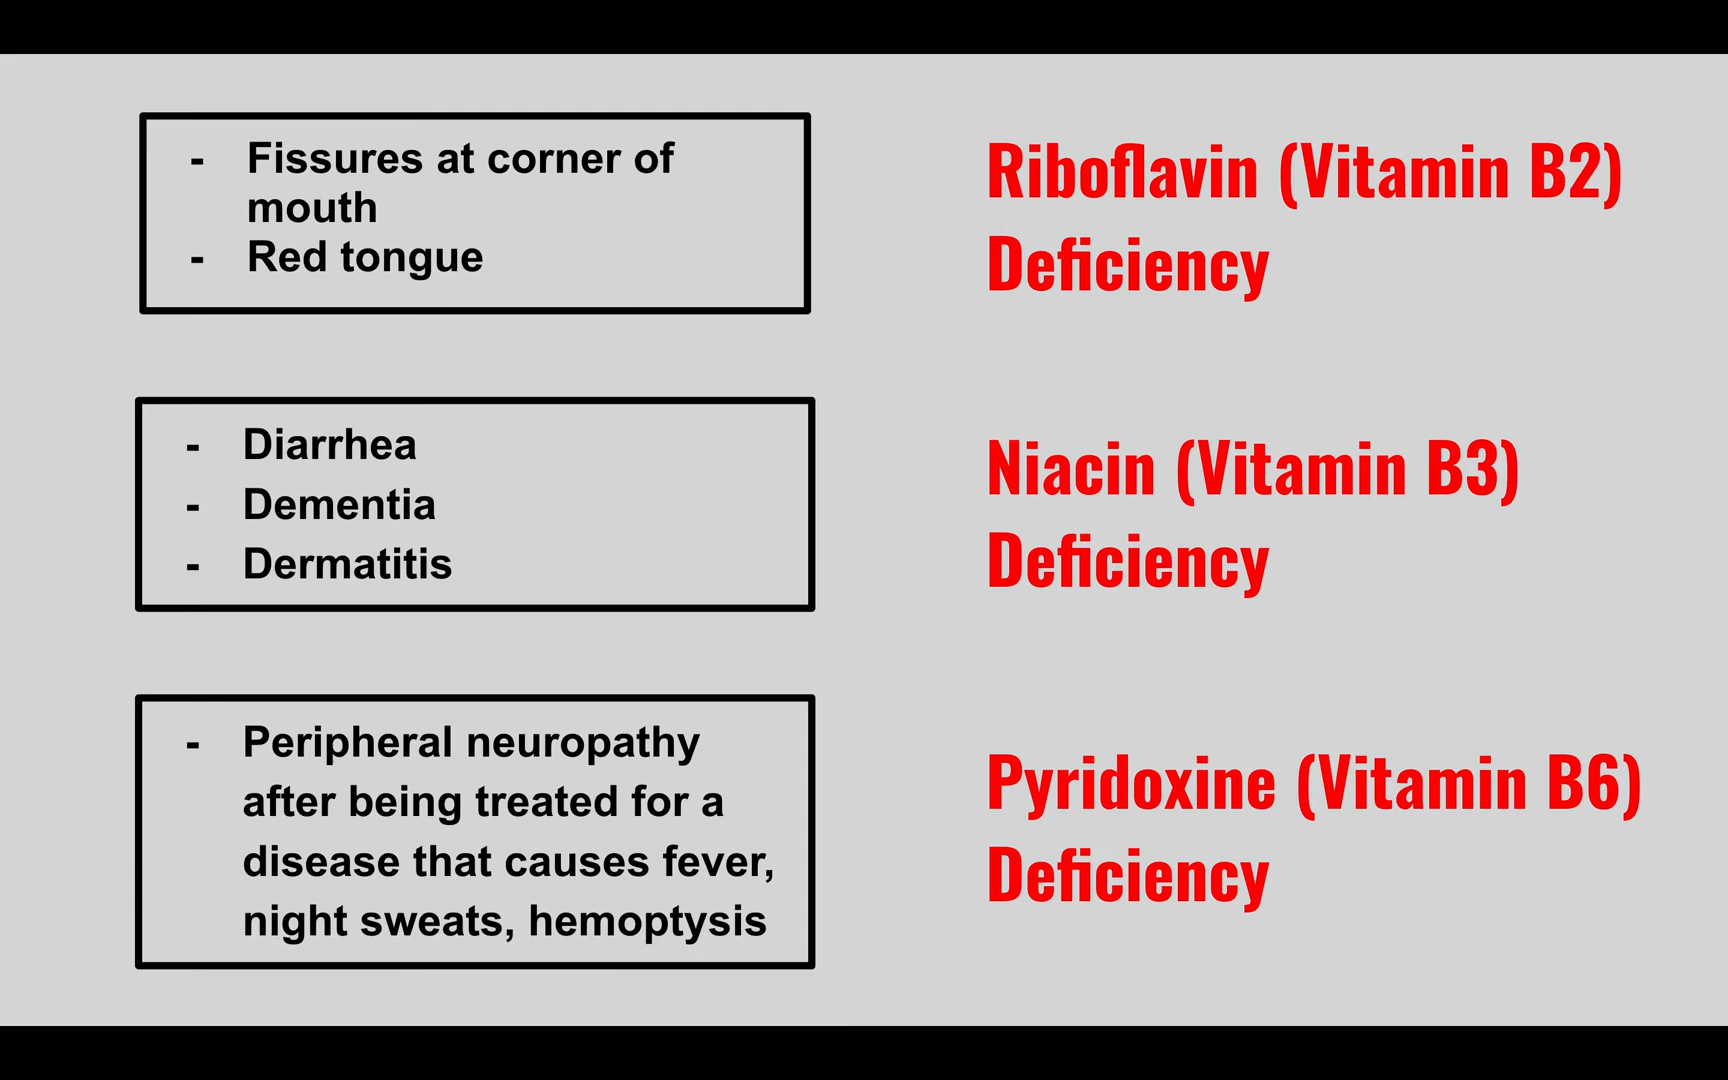 - Fissures at corner of
mouth
- Red tongue
Riboflavin (Vitamin B2)
Deficiency
- Diarrhea
- Dementia
- Dermatitis
Niacin (Vitamin B3)
Deficiency
- Peripheral neuropathy
after being treated for a
disease that causes fever,
night sweats, hemoptysis
Pyridoxine (Vitamin B6)
Deficiency